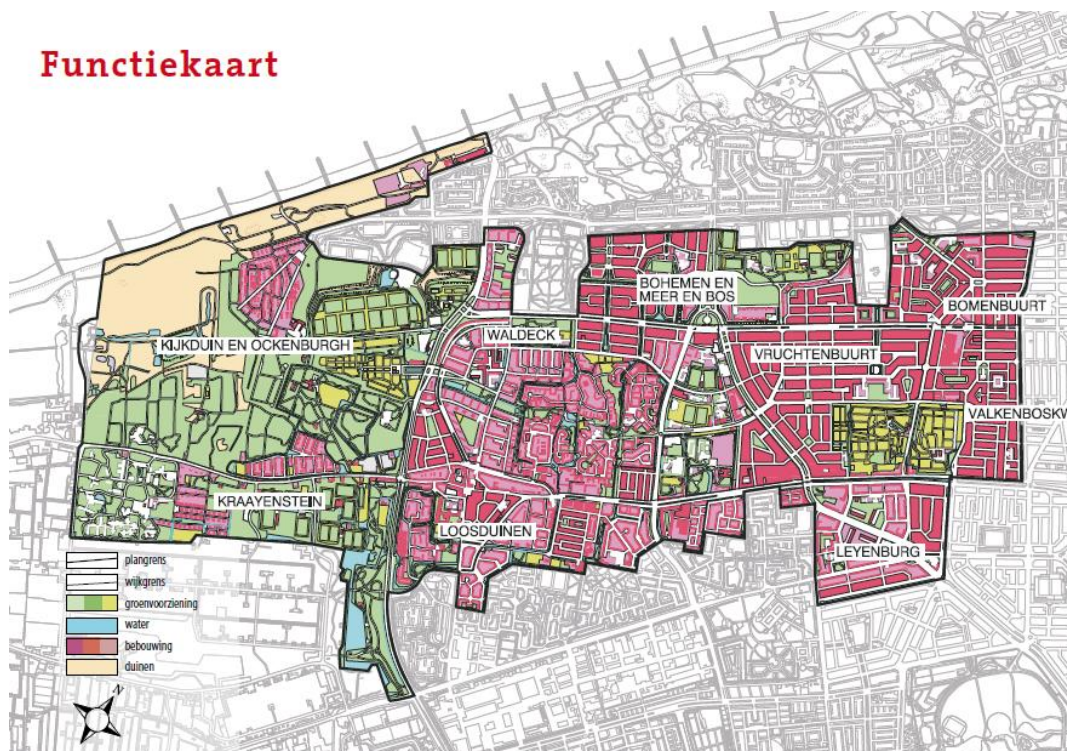 Functiekaart
BOHEMEN EN
MEER EN BOS
BOMENBUURT
KIJKDUIN EN OCKENBURGH
WALDECK
VRUCHTENBUURT
VALKENBOSKW
KRAAYENSTEIN
LOOSDUINEN
LEYENBURG
plangrens
wijkgrens
groenvoorziening
water
bebouwing
duinen
N